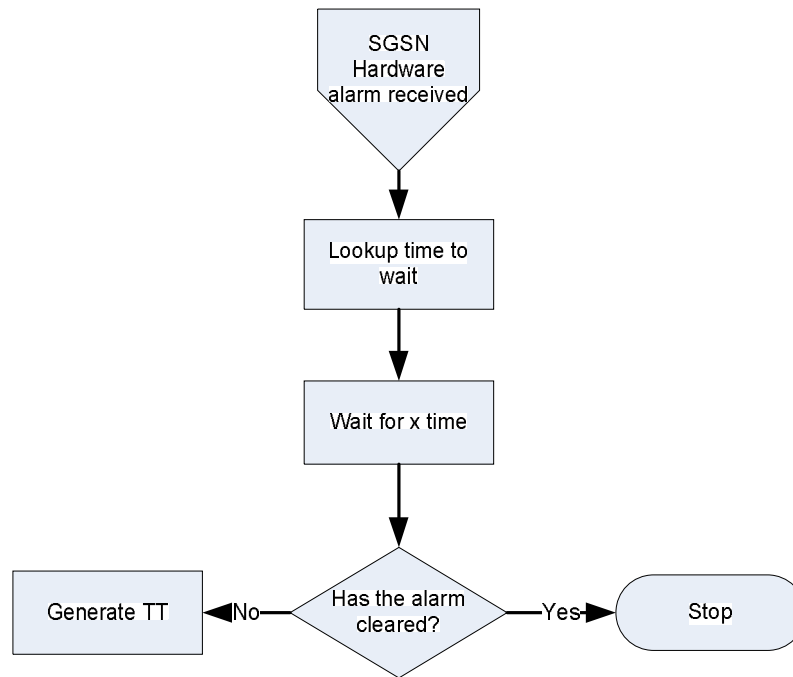 SGSN
Hardware
alarm received
Lookup time to
wait
Wait for x time
Has the alarm
cleared?
Generate TT
No
Yes
Stop